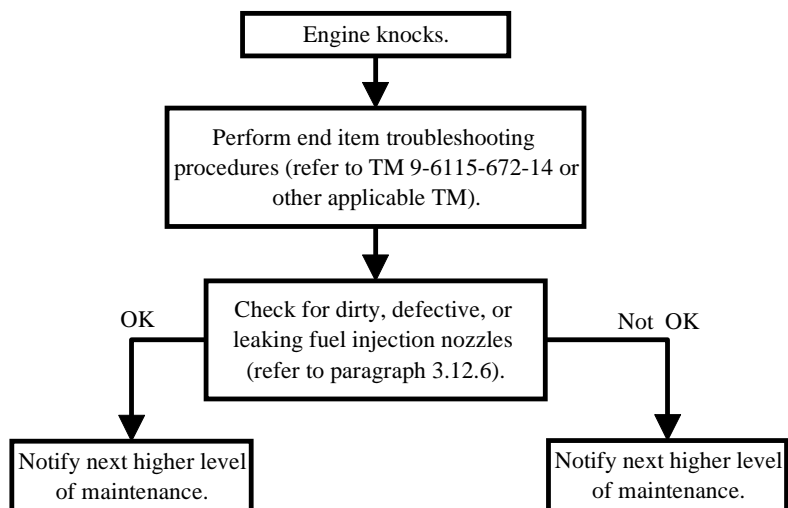 Engine knocks.
Perform end item troubleshooting
procedures (refer to TM 9-6115-672-14 or
other applicable TM).
Check for dirty, defective, or
leaking fuel injection nozzles
(refer to paragraph 3.12.6).
OK
Not OK
Notify next higher level
of maintenance.
Notify next higher level
of maintenance.